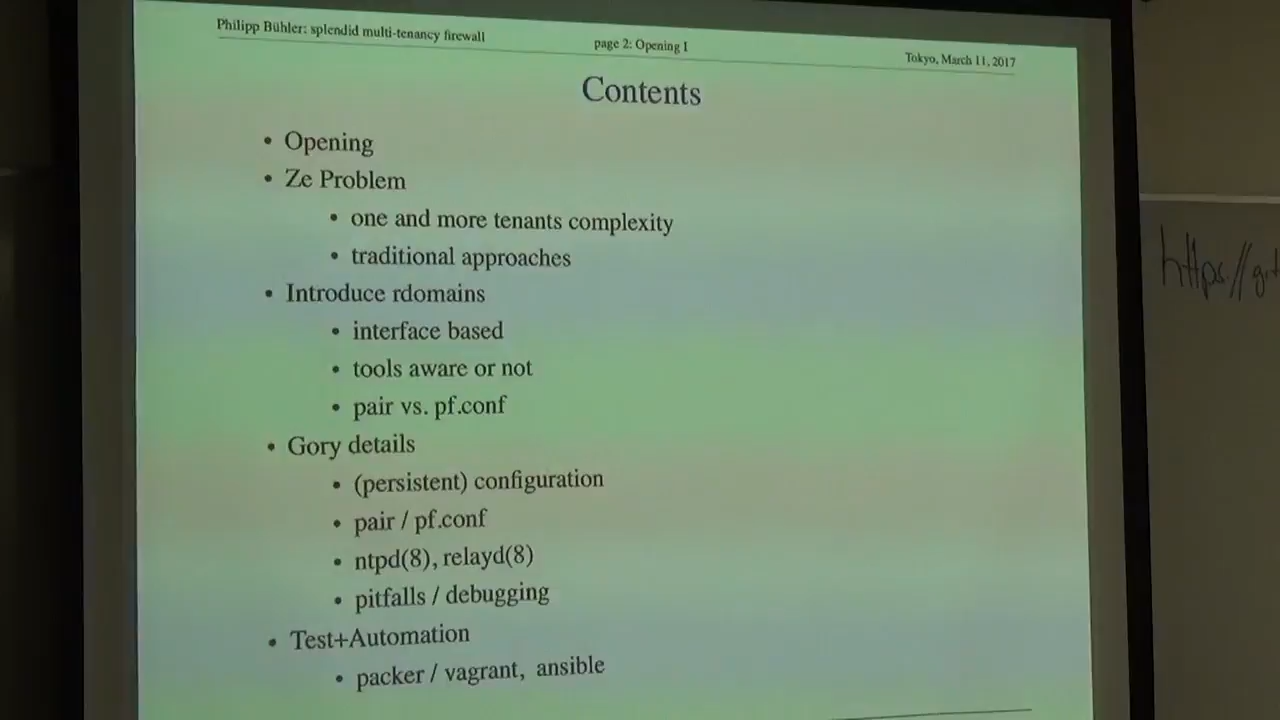 Philipp Bühler: splendid multi-tenancy firewall
page 2: Opening I
Tokyo, March 11, 2017
Contents
• Opening
• Ze Problem
• one and more tenants complexity
• traditional approaches
• Introduce rdomains
• interface based
• tools aware or not
• pair vs. pf.conf
• Gory details
• (persistent) configuration
• pair / pf.conf
• ntpd(8), relayd(8)
• pitfalls / debugging
• Test+Automation
• packer / vagrant, ansible
https://git